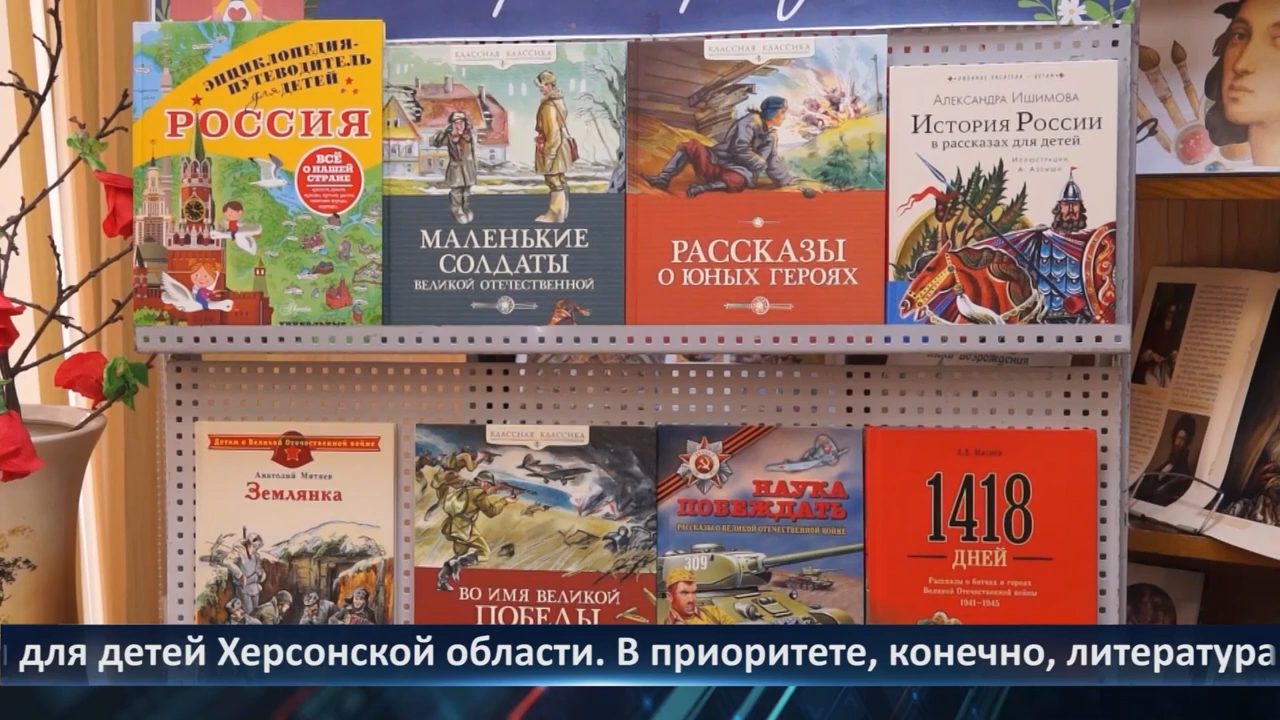 ЭНЦИКЛОПЕДИЯ-
ПУТЕВОДИТЕЛЬ
для ДЕТЕЙ
РОССИЯ
ВСЁ
О НАШЕЙ
СТРАНЕ
КЛАССНАЯ КЛАССИКА
МАЛЕНЬКИЕ
СОЛДАТЫ
ВЕЛИКОЙ ОТЕЧЕСТВЕННОЙ
КЛАССНАЯ КЛАССИКА
РАССКАЗЫ
О ЮНЫХ ГЕРОЯХ
АЛЕКСАНДРА ИШИМОВА
ИСТОРИЯ РОССИИ
в рассказах для детей
Детям о Великой Отечественной войне
Анатолий Митяев
Землянка
КЛАССНАЯ КЛАССИКА
ВО ИМЯ ВЕЛИКОЙ
ПОБЕДЫ
НАУКА
ПОБЕЖДАТЬ
РАССКАЗЫ О ВЕЛИКОЙ ОТЕЧЕСТВЕННОЙ ВОЙНЕ
309
1418
ДНЕЙ
Рассказы о битвах и героях
Великой Отечественной войны
1941–1945
для детей Херсонской области. В приоритете, конечно, литература